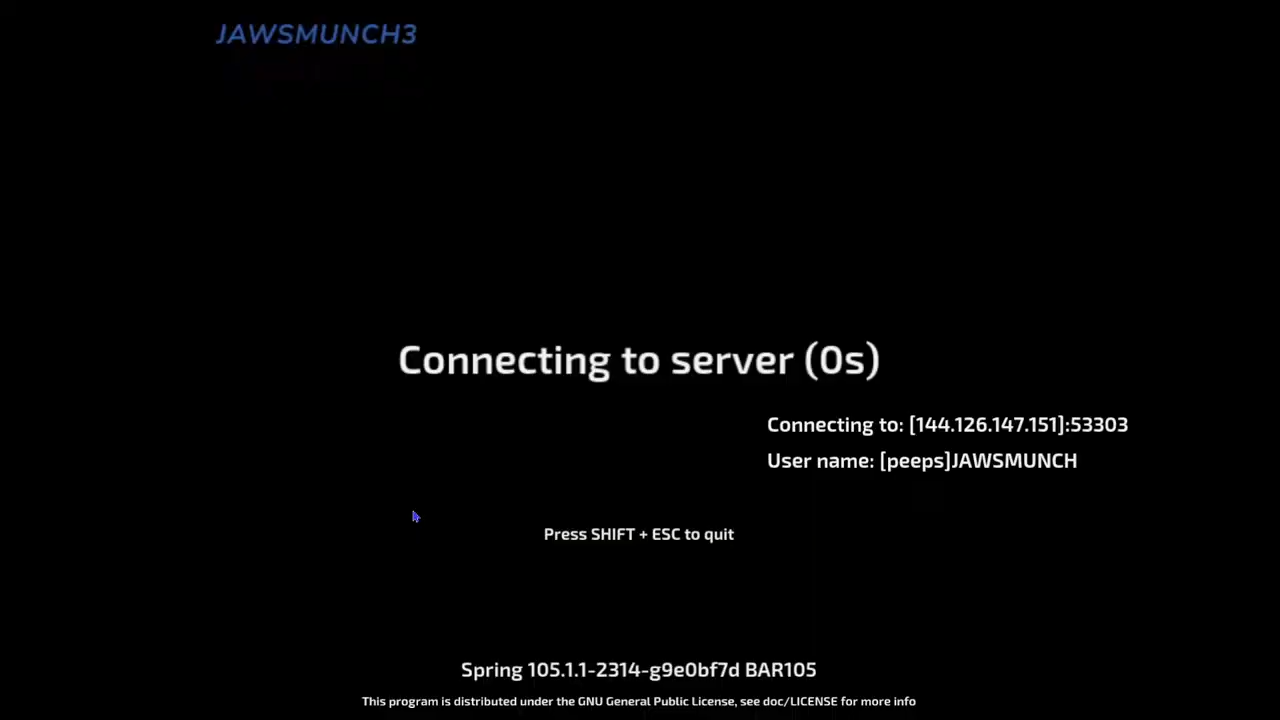 JAWSMUNCH3
Connecting to server (0s)
Connecting to: [144.126.147.151]:53303
User name: [peeps]JAWSMUNCH
Press SHIFT + ESC to quit
Spring 105.1.1-2314-g9e0bf7d BAR105
This program is distributed under the GNU General Public License, see doc/LICENSE for more info